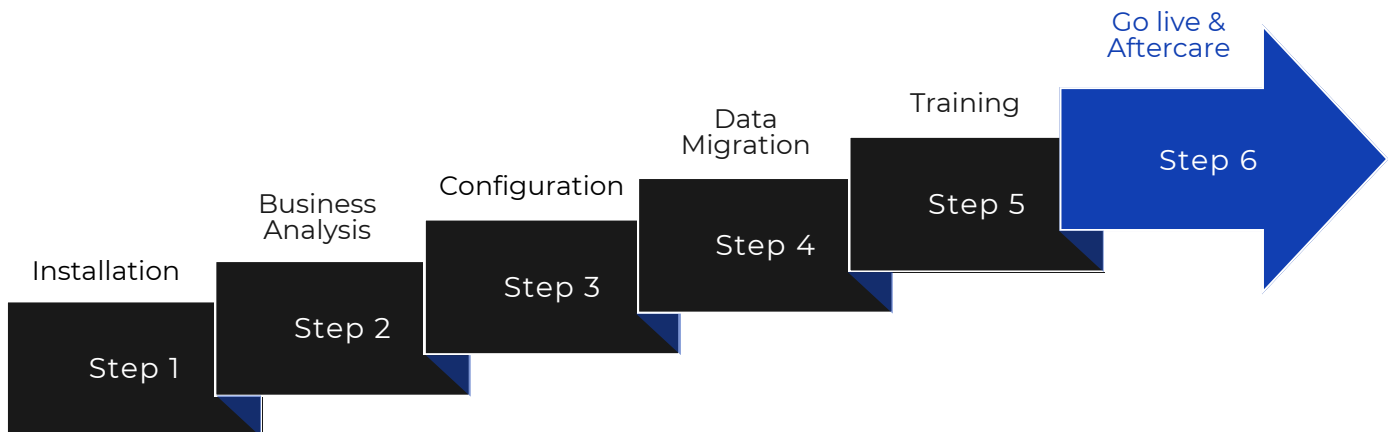 Installation
Step 1
Business
Analysis
Step 2
Configuration
Step 3
Data
Migration
Step 4
Training
Step 5
Go live &
Aftercare
Step 6